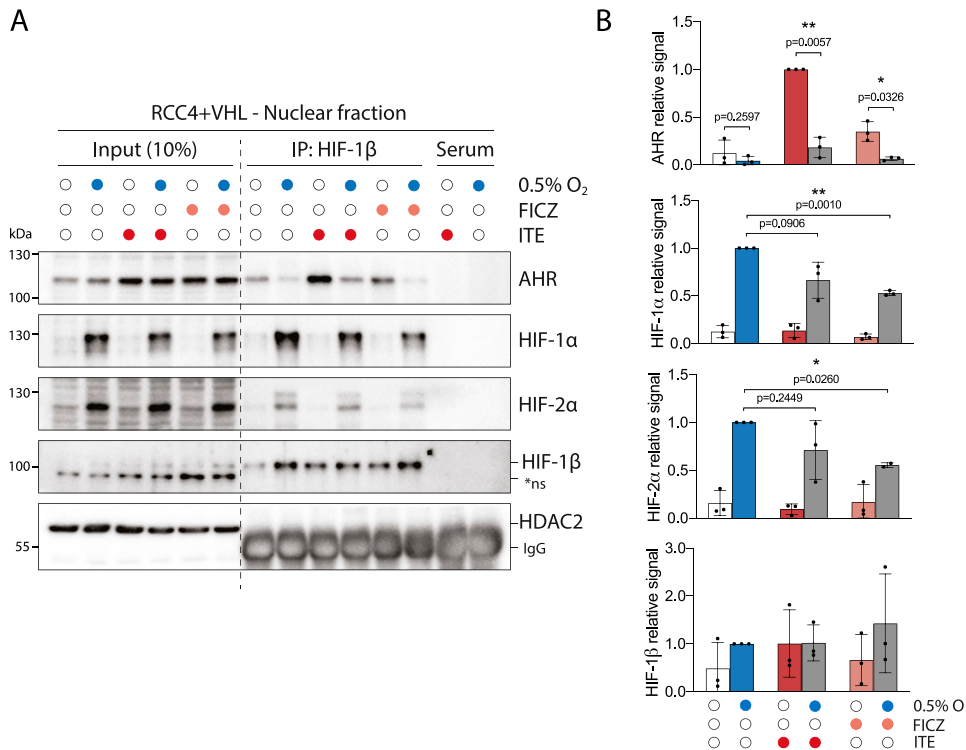 A
RCC4+VHL - Nuclear fraction
Input (10%)
IP: HIF-1β
Serum
0.5% O2
FICZ
ITE
kDa
130
100
AHR
130
HIF-1α
130
HIF-2α
100
HIF-1β
*ns
HDAC2
55
IgG
B
AHR relative signal
1.0
0.5
0.0
p=0.2597
**
p=0.0057
*
p=0.0326
HIF-1α relative signal
1.5
1.0
0.5
0.0
**
p=0.0010
p=0.0906
HIF-2α relative signal
1.5
1.0
0.5
0.0
*
p=0.0260
p=0.2449
HIF-1β relative signal
3.0
2.0
1.0
0.0
0.5% O
FICZ
ITE